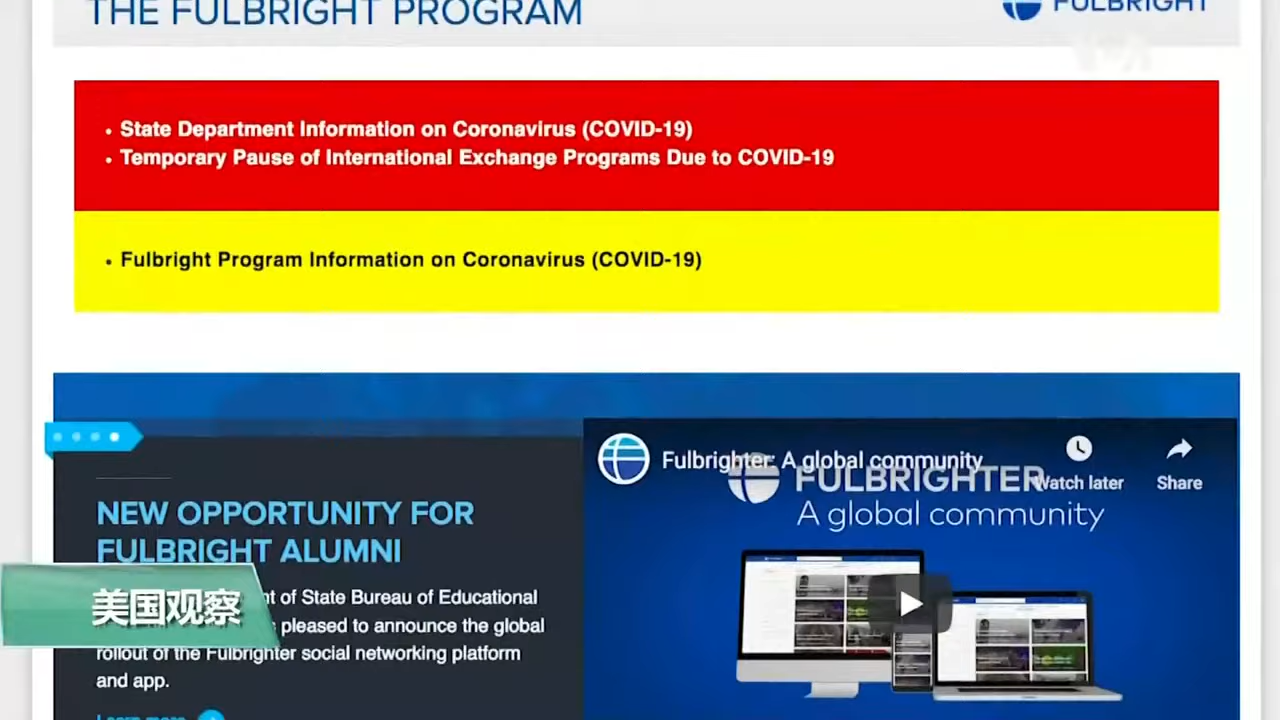 THE FULBRIGHT PROGRAM
FULBRIGHT
• State Department Information on Coronavirus (COVID-19)
• Temporary Pause of International Exchange Programs Due to COVID-19
• Fulbright Program Information on Coronavirus (COVID-19)
Fulbrighter: A global community
Watch later
Share
FULBRIGHTER
A global community
NEW OPPORTUNITY FOR
FULBRIGHT ALUMNI
美国观察
of State Bureau of Educational
pleased to announce the global
rollout of the Fulbrighter social networking platform
and app.
Learn more